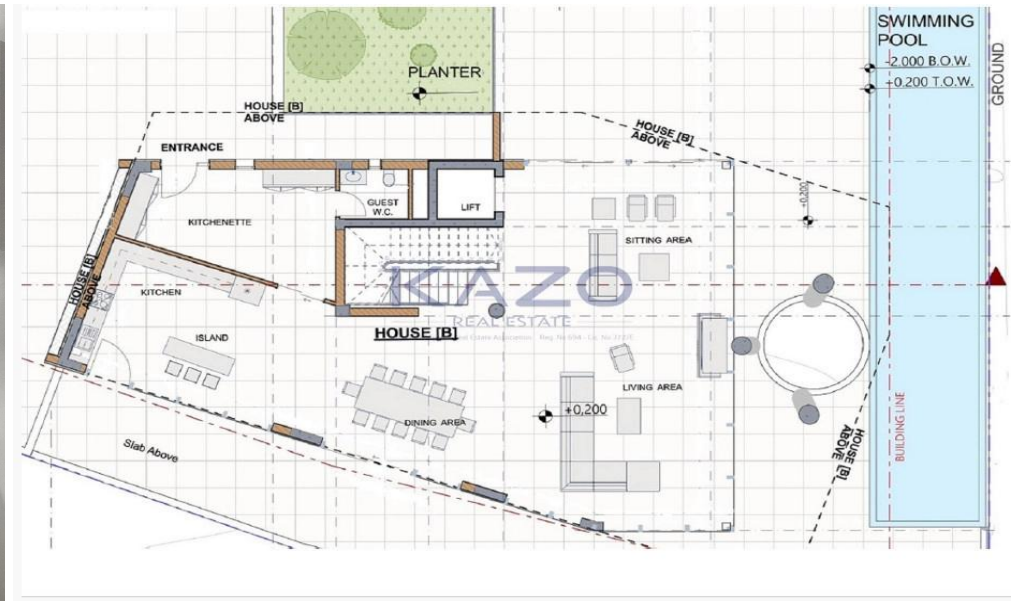 SWIMMING
POOL
-2.000 B.O.W.
+0.200 T.O.W.
GROUND
PLANTER
HOUSE [B]
ABOVE
HOUSE [B]
ABOVE
ENTRANCE
GUEST
W.C.
LIFT
KITCHENETTE
+0,200
SITTING AREA
HOUSE [B]
ABOVE
KITCHEN
KAZO
REAL ESTATE
HOUSE [B]
ISLAND
LIVING AREA
+0,200
DINING AREA
BUILDING LINE
HOUSE [B]
ABOVE
Slab Above